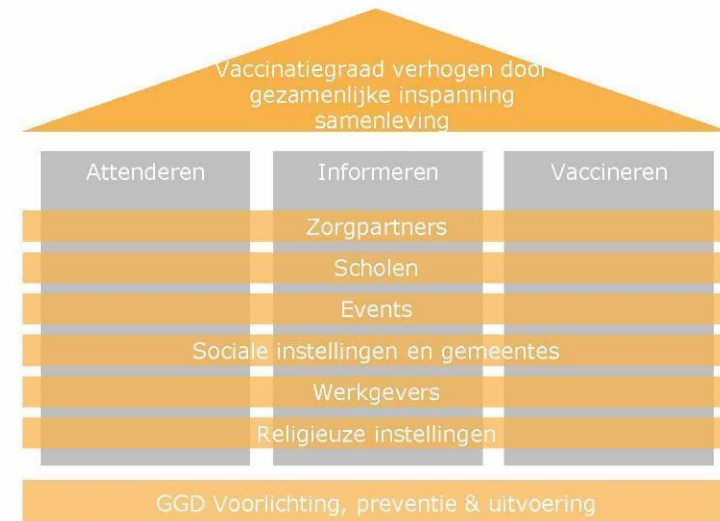 Vaccinatiegraad verhogen door
gezamenlijke inspanning
samenleving
Attenderen
Informeren
Vaccineren
Zorgpartners
Scholen
Events
Sociale instellingen en gemeentes
Werkgevers
Religieuze instellingen
GGD Voorlichting, preventie & uitvoering